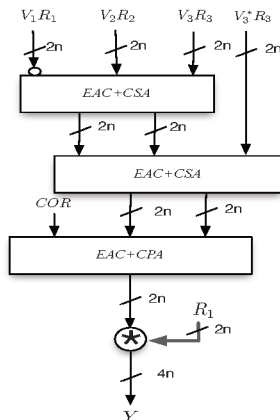 V₁R₁ V₂R₂ V₃R₃ V₃*R₃
2n 2n 2n 2n
EAC+CSA
2n 2n
EAC+CSA
COR 2n 2n
EAC+CPA
2n
R₁
* 2n
4n
Y